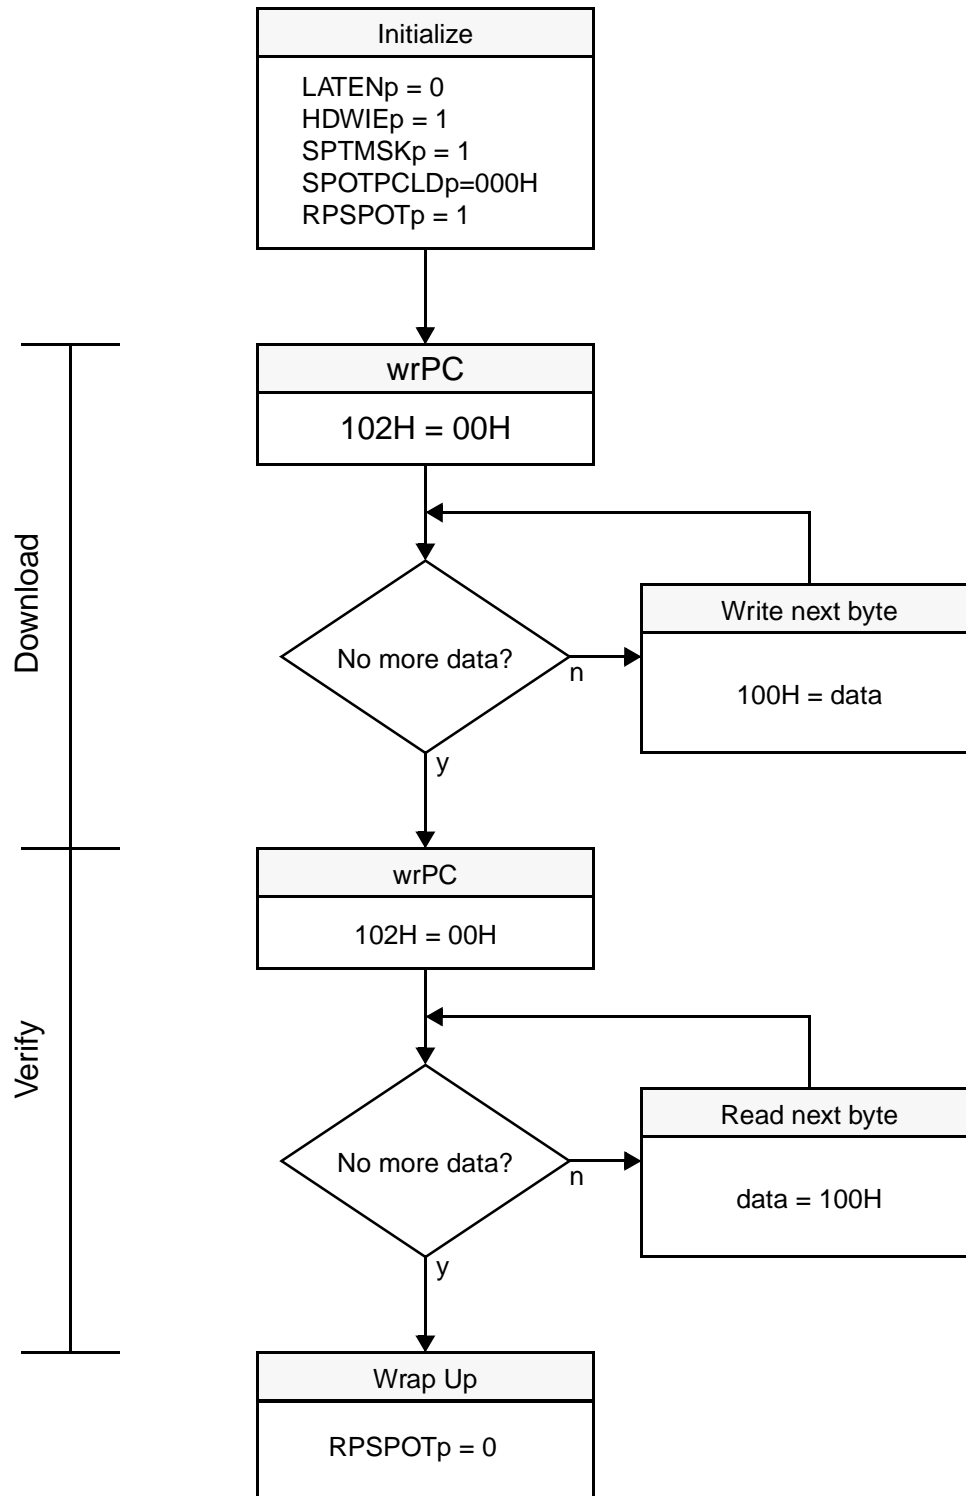 Initialize
LATENp = 0
HDWIEp = 1
SPTMSKp = 1
SPOTPCLDp=000H
RPSPOTp = 1
Download
wrPC
102H = 00H
No more data?
n
y
Write next byte
100H = data
Verify
wrPC
102H = 00H
No more data?
n
y
Read next byte
data = 100H
Wrap Up
RPSPOTp = 0